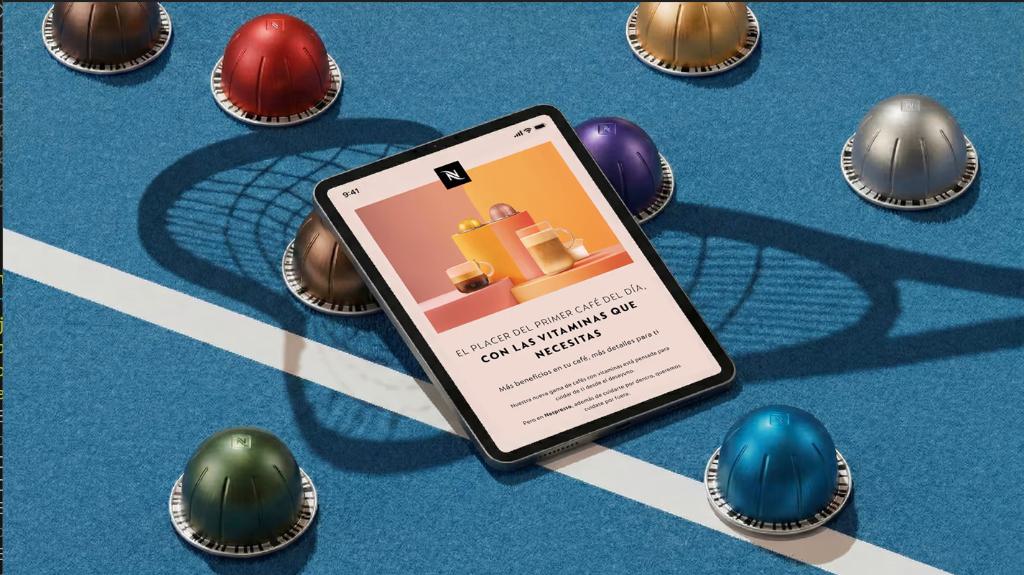 9:41
N
EL PLACER DEL PRIMER CAFÉ DEL DÍA,
CON LAS VITAMINAS QUE
NECESITAS
Más beneficios en tu café, más detalles para ti
Nuestra nueva gama de cafés con vitaminas está pensada para
cuidar de ti desde el desayuno.
Pero en Nespresso, además de cuidarte por dentro, queremos
cuidarte por fuera.